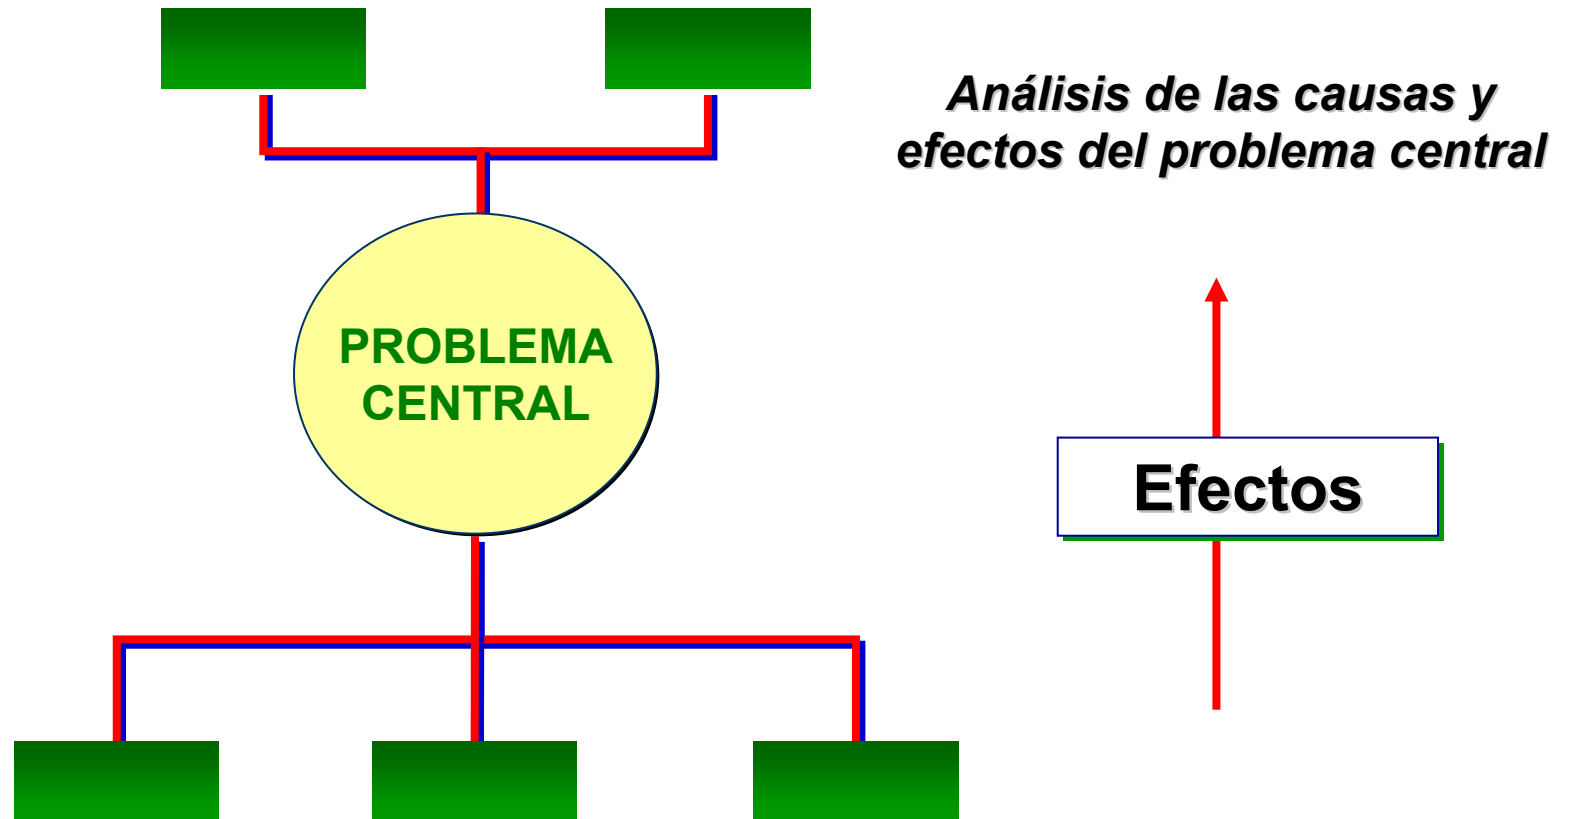 Análisis de las causas y
efectos del problema central
PROBLEMA
CENTRAL
Efectos